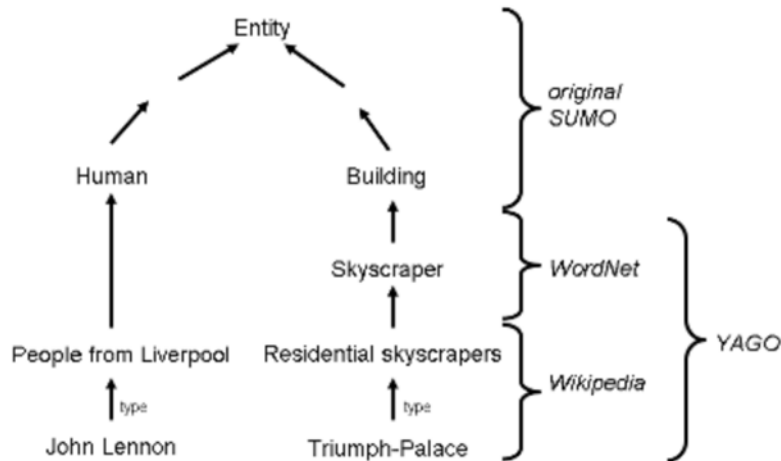 Entity
original
SUMO
Human
Building
Skyscraper
WordNet
YAGO
People from Liverpool
Residential skyscrapers
Wikipedia
type
type
John Lennon
Triumph-Palace